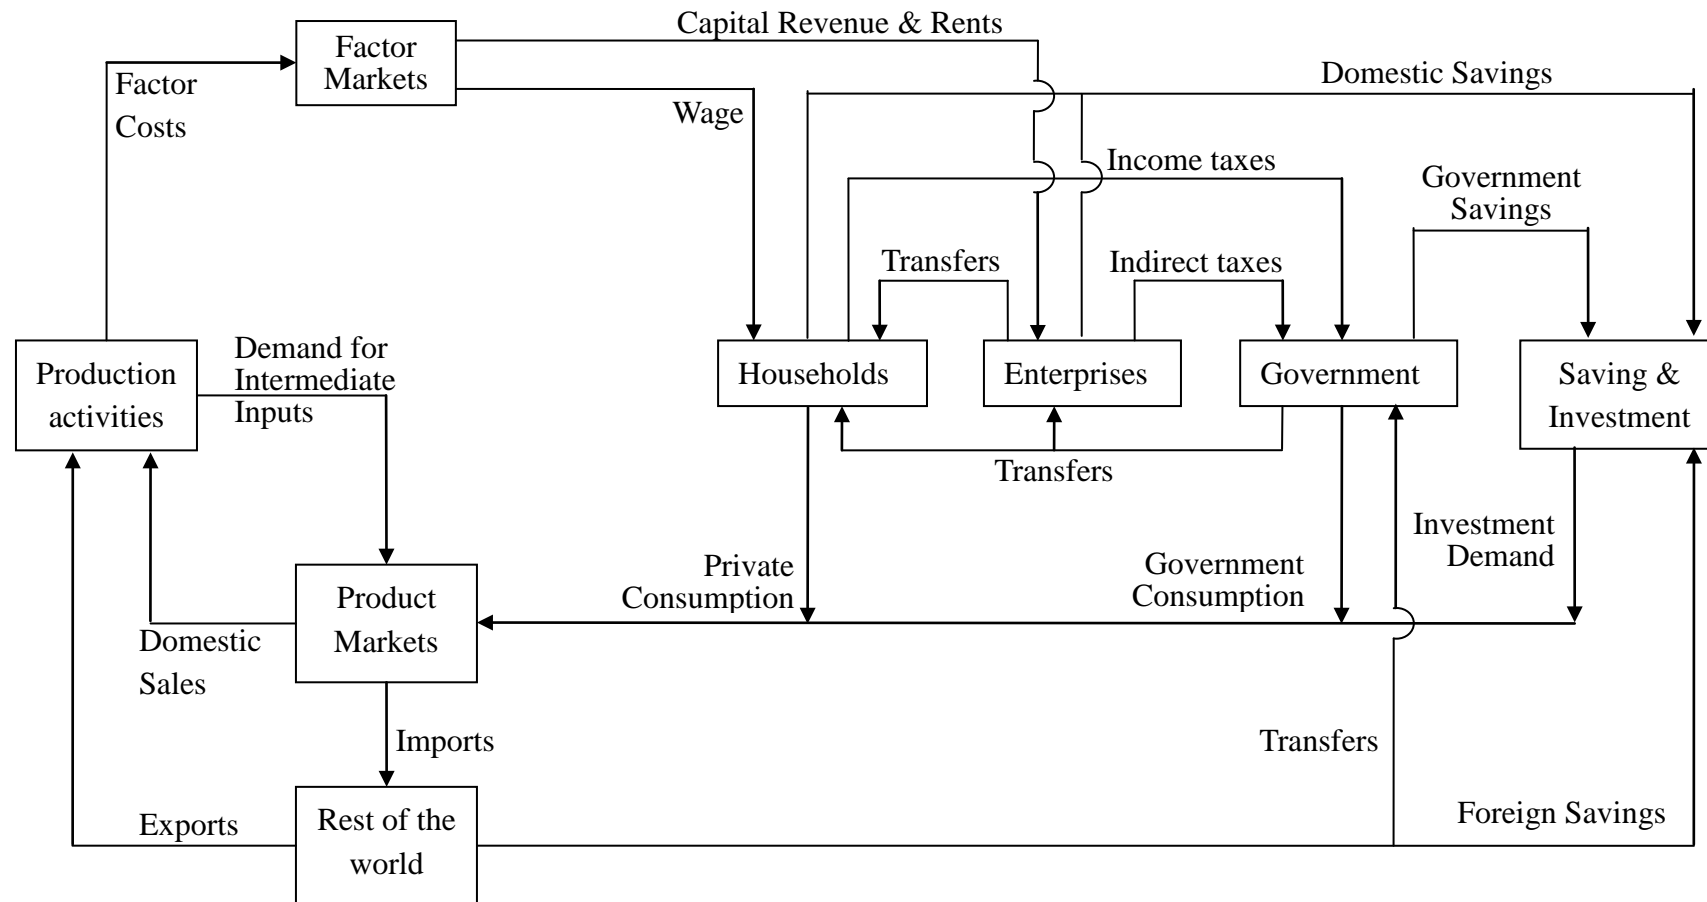 Capital Revenue & Rents
Factor
Markets
Factor
Costs
Wage
Domestic Savings
Income taxes
Government
Savings
Transfers
Indirect taxes
Production
activities
Demand for
Intermediate
Inputs
Households
Enterprises
Government
Saving &
Investment
Transfers
Investment
Demand
Private
Consumption
Government
Consumption
Product
Markets
Domestic
Sales
Imports
Transfers
Exports
Rest of the
world
Foreign Savings